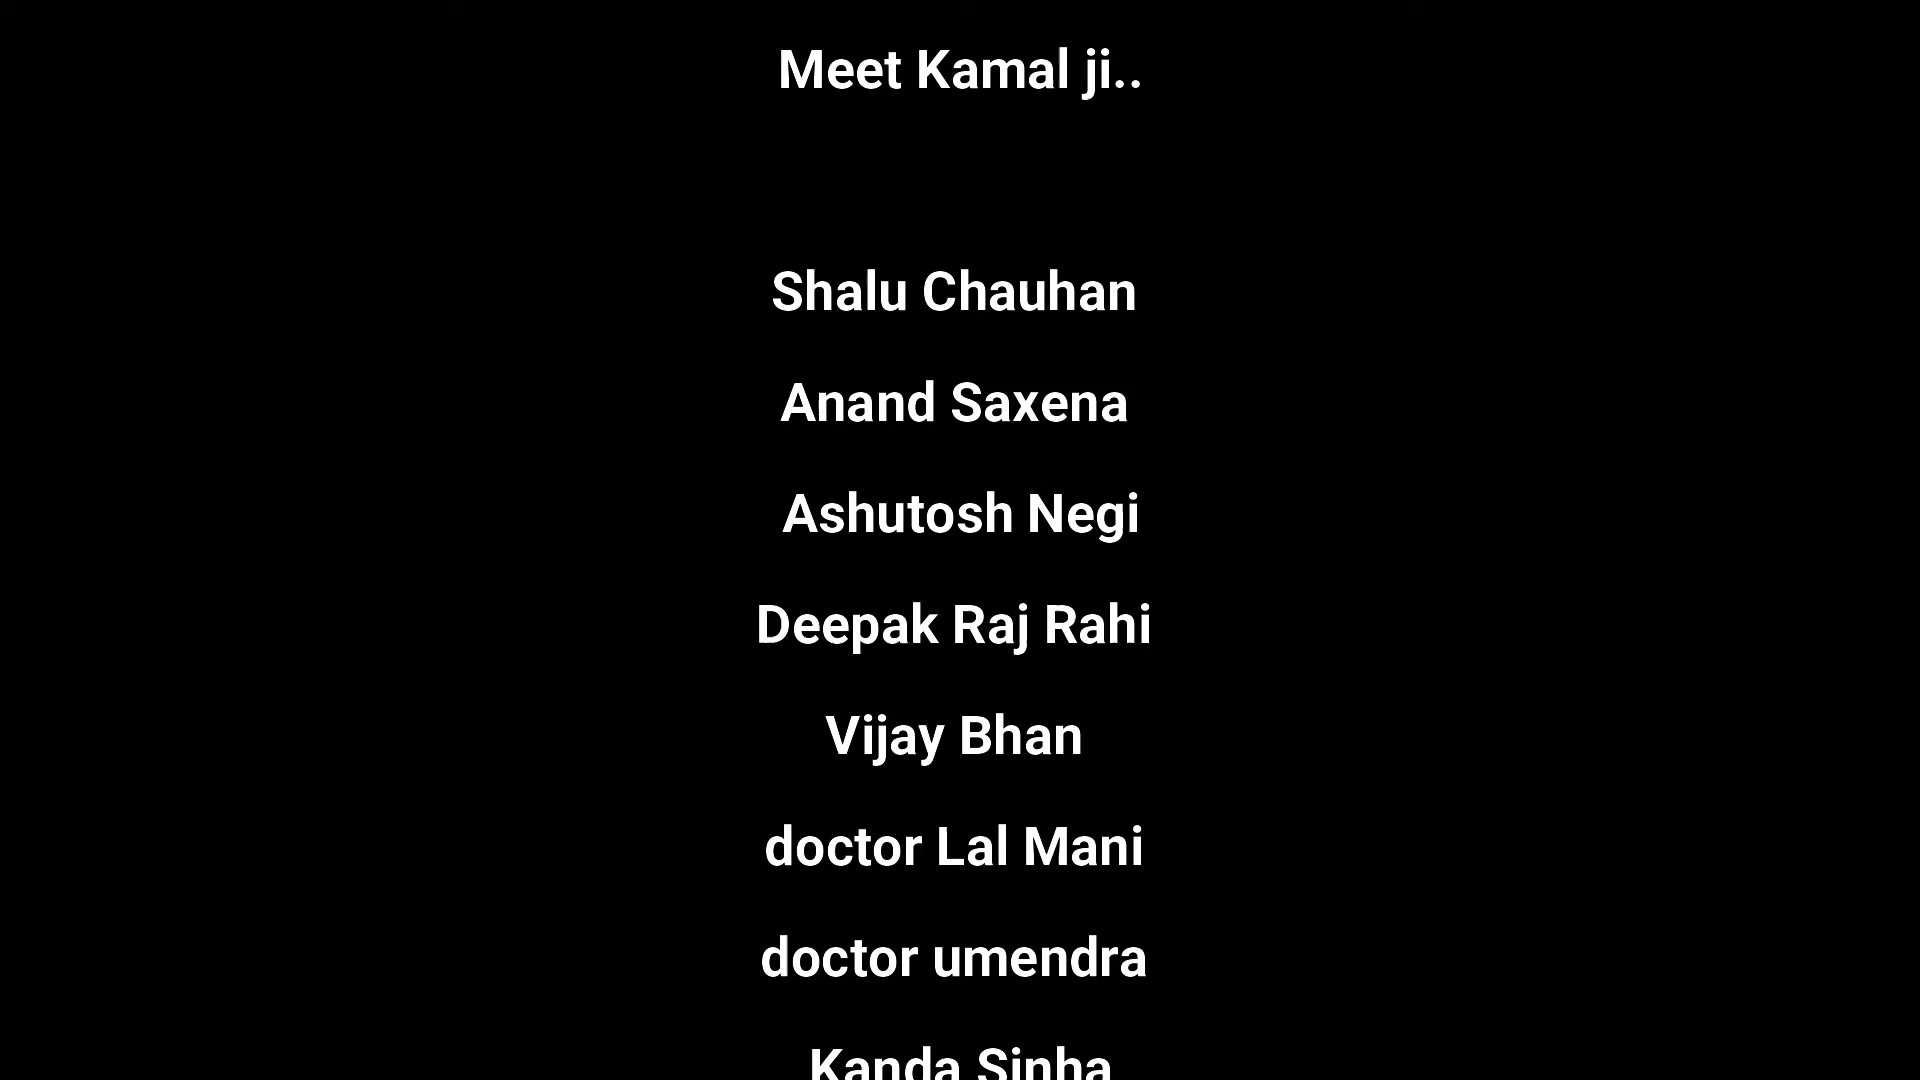 Meet Kamal ji..
Shalu Chauhan
Anand Saxena
Ashutosh Negi
Deepak Raj Rahi
Vijay Bhan
doctor Lal Mani
doctor umendra
Kanda Sinha